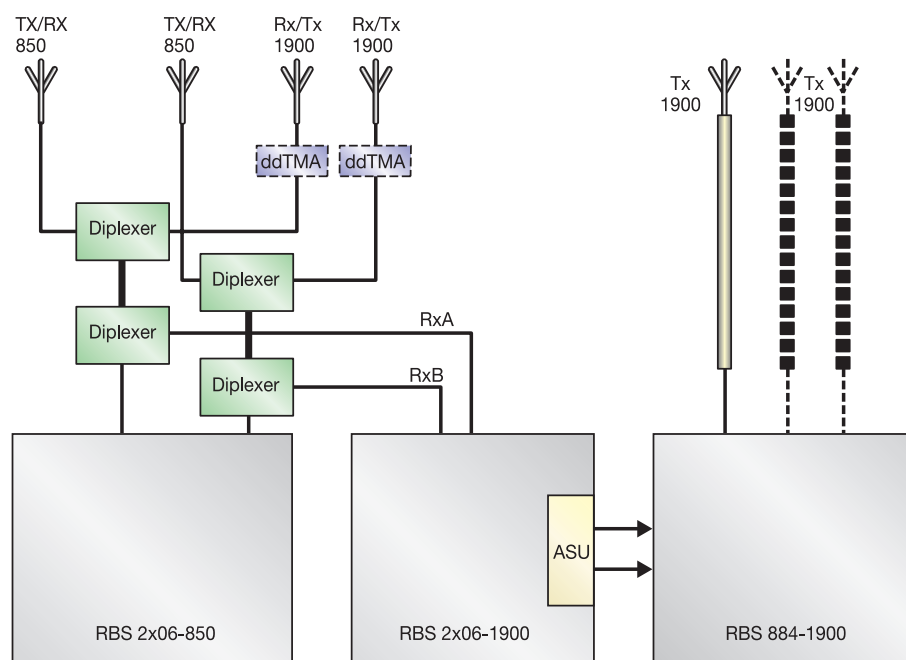 TX/RX
850
TX/RX
850
Rx/Tx
1900
Rx/Tx
1900
Tx
1900
Tx
1900
ddTMA
ddTMA
Diplexer
Diplexer
Diplexer
RxA
Diplexer
RxB
ASU
RBS 2x06-850
RBS 2x06-1900
RBS 884-1900